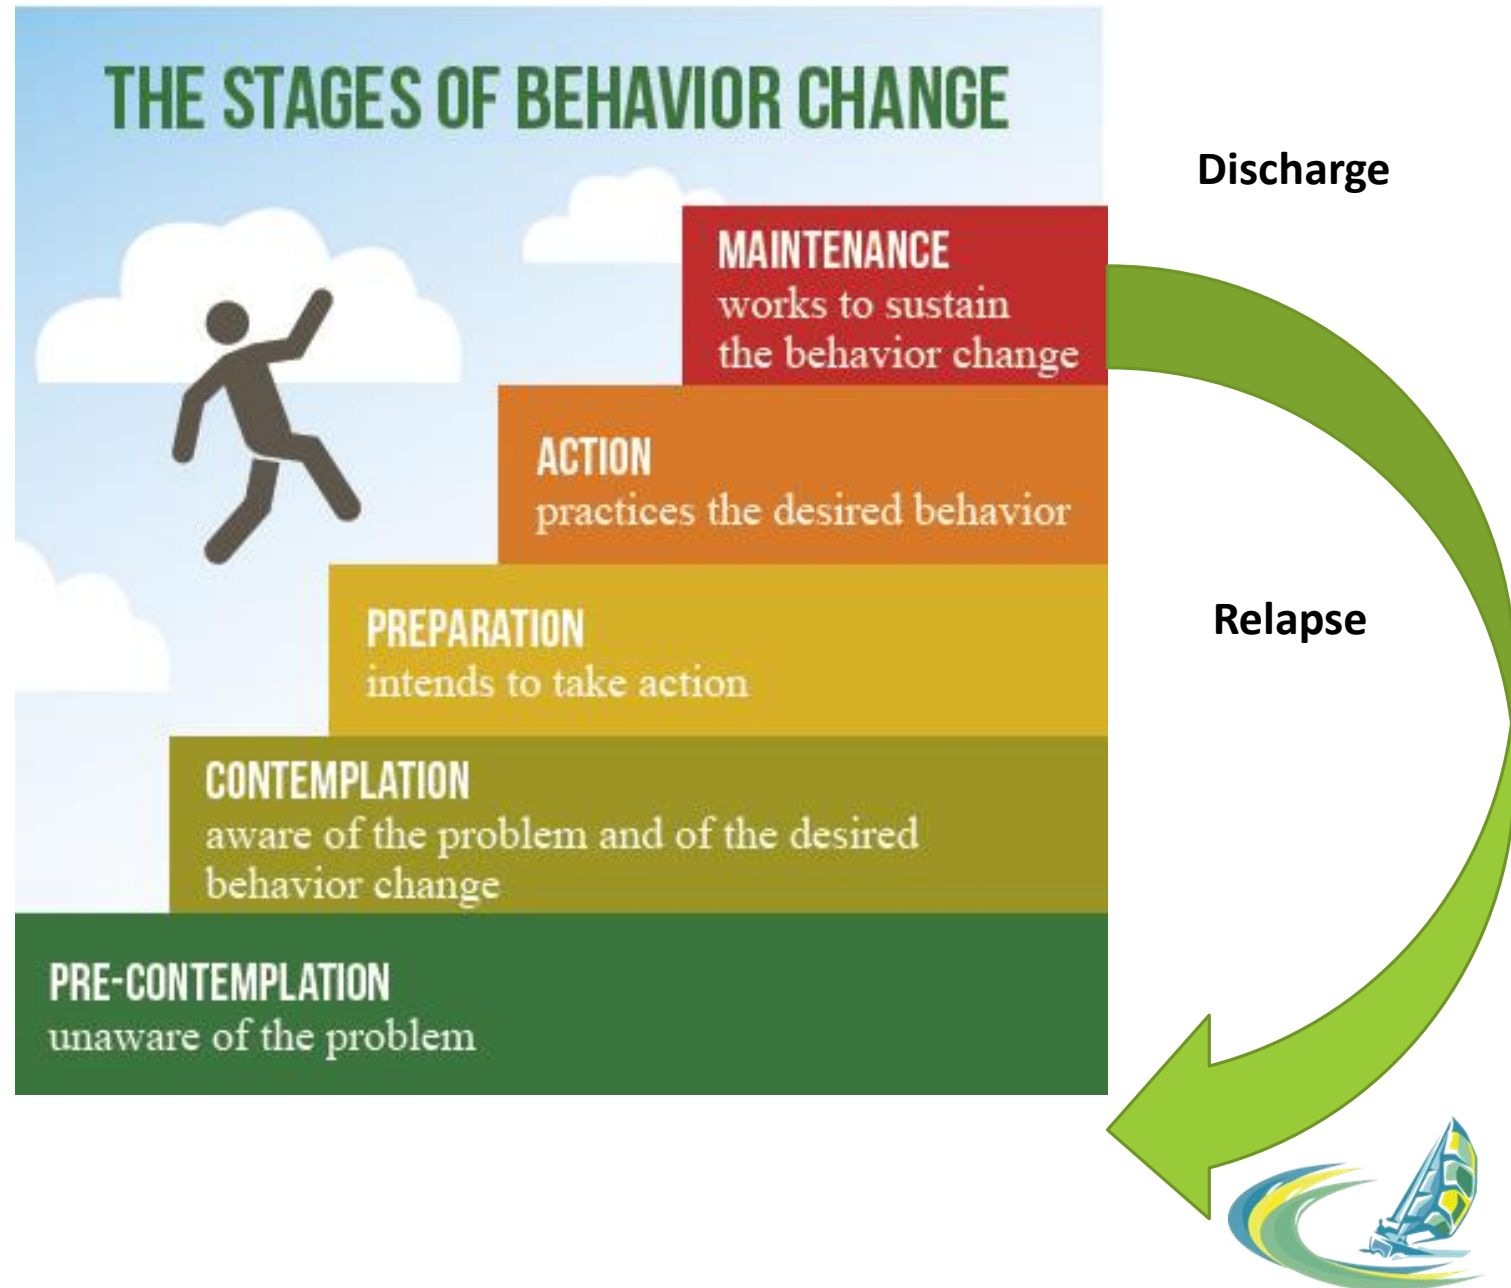 THE STAGES OF BEHAVIOR CHANGE
Discharge
MAINTENANCE
works to sustain
the behavior change
ACTION
practices the desired behavior
Relapse
PREPARATION
intends to take action
CONTEMPLATION
aware of the problem and of the desired
behavior change
PRE-CONTEMPLATION
unaware of the problem